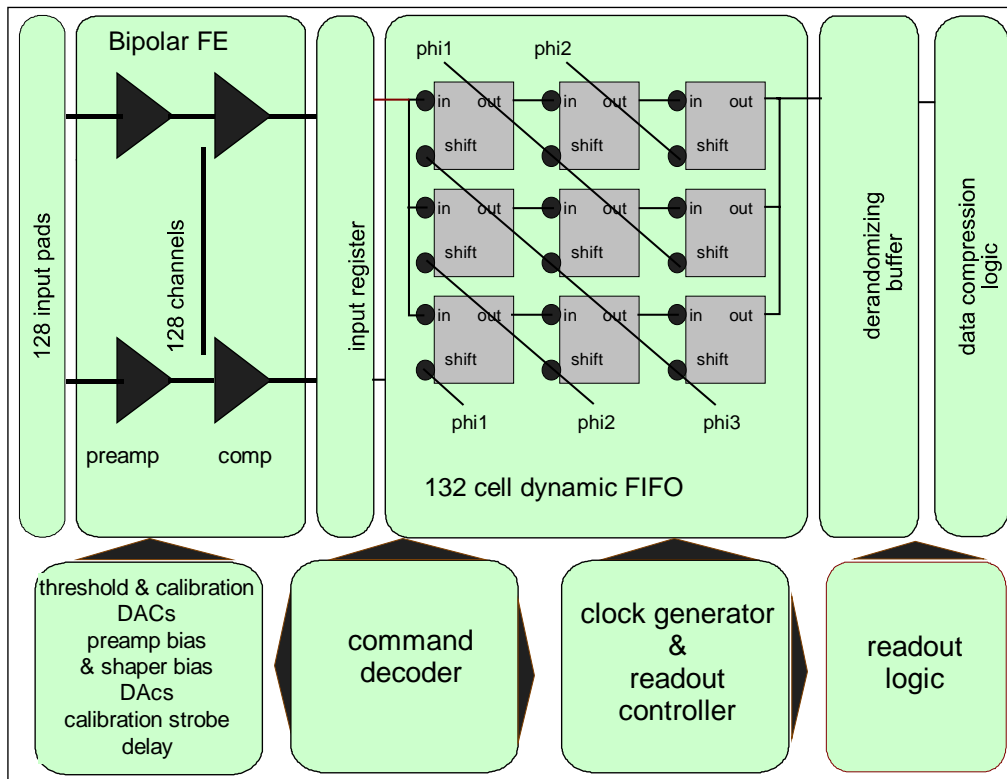 Bipolar FE
128 input pads
128 channels
preamp
comp
input register
phi1
phi2
in out
in out
in out
shift
shift
shift
in out
in out
in out
shift
shift
shift
in out
in out
in out
shift
shift
shift
phi1
phi2
phi3
132 cell dynamic FIFO
derandomizing
buffer
data compression
logic
threshold & calibration
DACs
preamp bias
& shaper bias
DAcs
calibration strobe
delay
command
decoder
clock generator
&
readout
controller
readout
logic